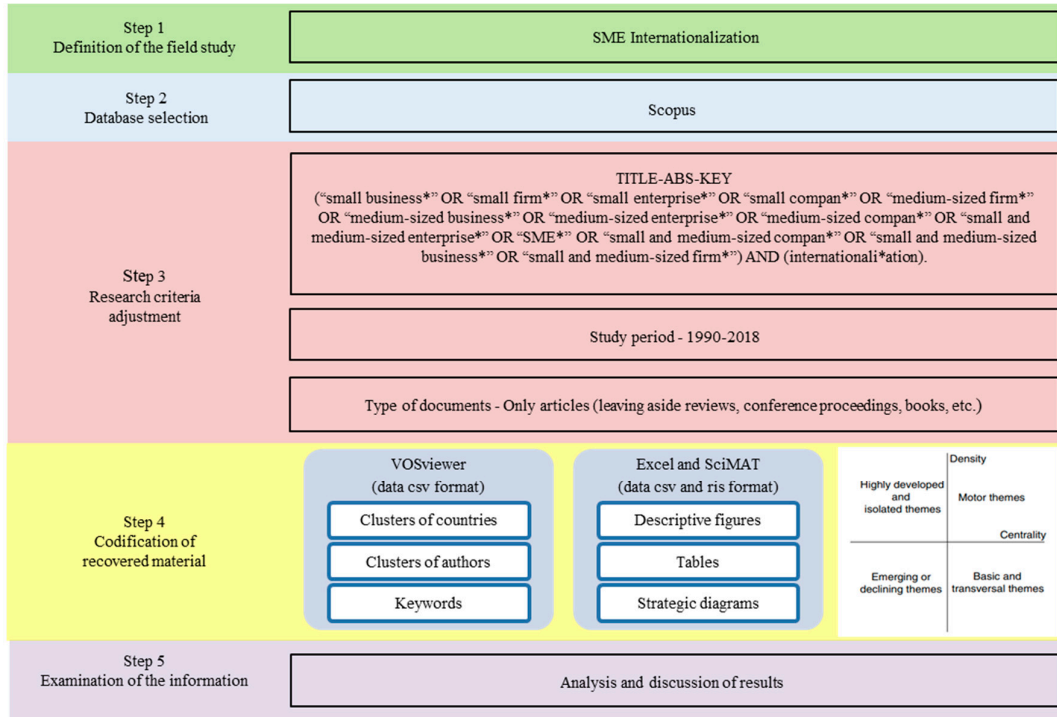 Step 1
Definition of the field study
SME Internationalization
Step 2
Database selection
Scopus
Step 3
Research criteria
adjustment
TITLE-ABS-KEY
(“small business*” OR “small firm*” OR “small enterprise*” OR “small compan*” OR “medium-sized firm*”
OR “medium-sized business*” OR “medium-sized enterprise*” OR “medium-sized compan*” OR “small and
medium-sized enterprise*” OR “SME*” OR “small and medium-sized compan*” OR “small and medium-sized
business*” OR “small and medium-sized firm*”) AND (internationali*ation).
Study period - 1990-2018
Type of documents - Only articles (leaving aside reviews, conference proceedings, books, etc.)
Step 4
Codification of
recovered material
VOSviewer
(data csv format)
Clusters of countries
Clusters of authors
Keywords
Excel and SciMAT
(data csv and ris format)
Descriptive figures
Tables
Strategic diagrams
Density
Highly developed
and
isolated themes
Motor themes
Centrality
Emerging or
declining themes
Basic and
transversal themes
Step 5
Examination of the information
Analysis and discussion of results